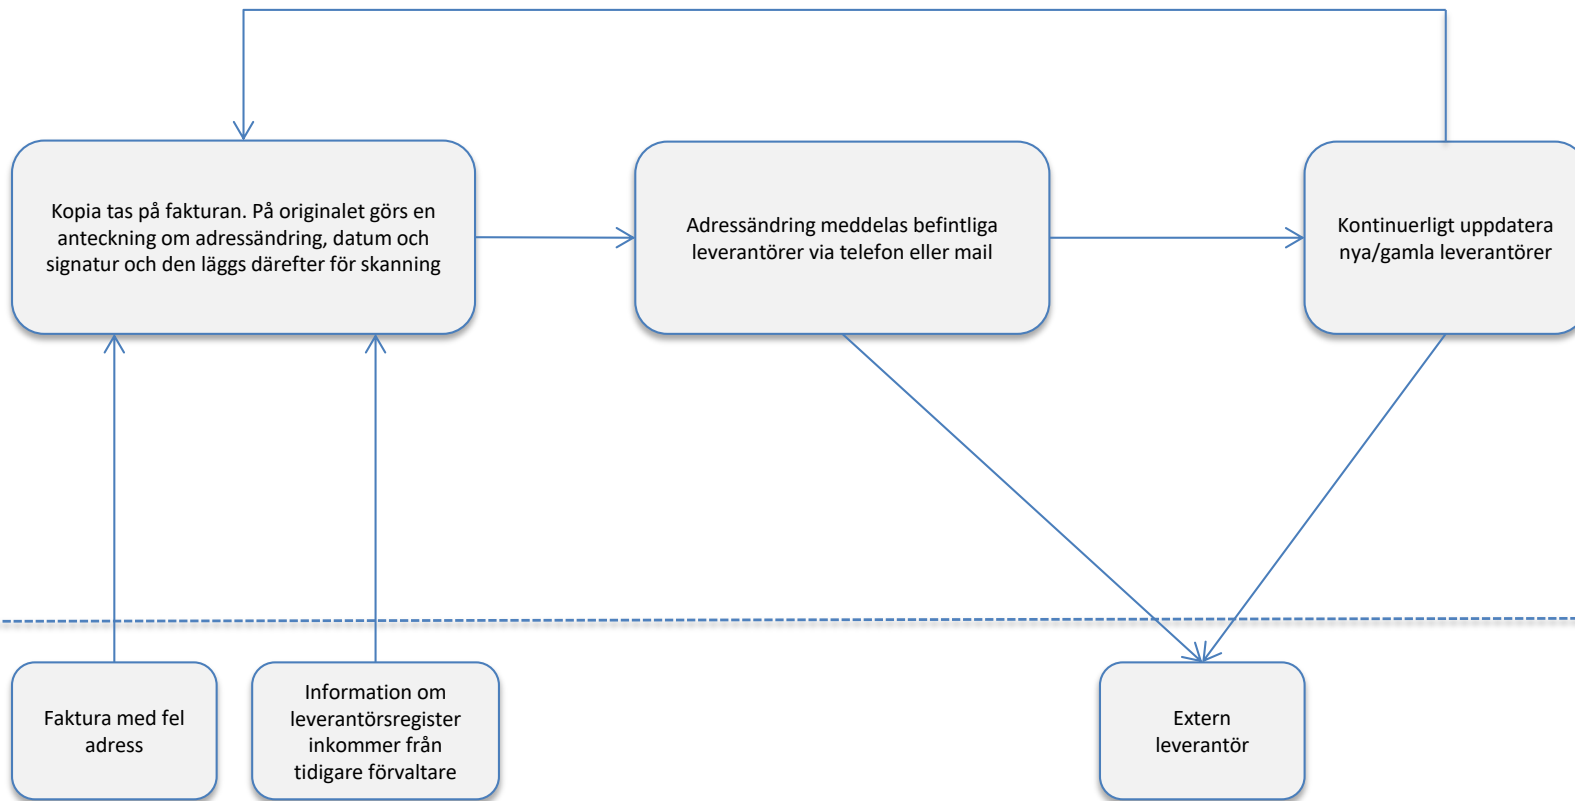 Kopia tas på fakturan. På originalet görs en
anteckning om adressändring, datum och
signatur och den läggs därefter för skanning
Adressändring meddelas befintliga
leverantörer via telefon eller mail
Kontinuerligt uppdatera
nya/gamla leverantörer
Faktura med fel
adress
Information om
leverantörsregister
inkommer från
tidigare förvaltare
Extern
leverantör